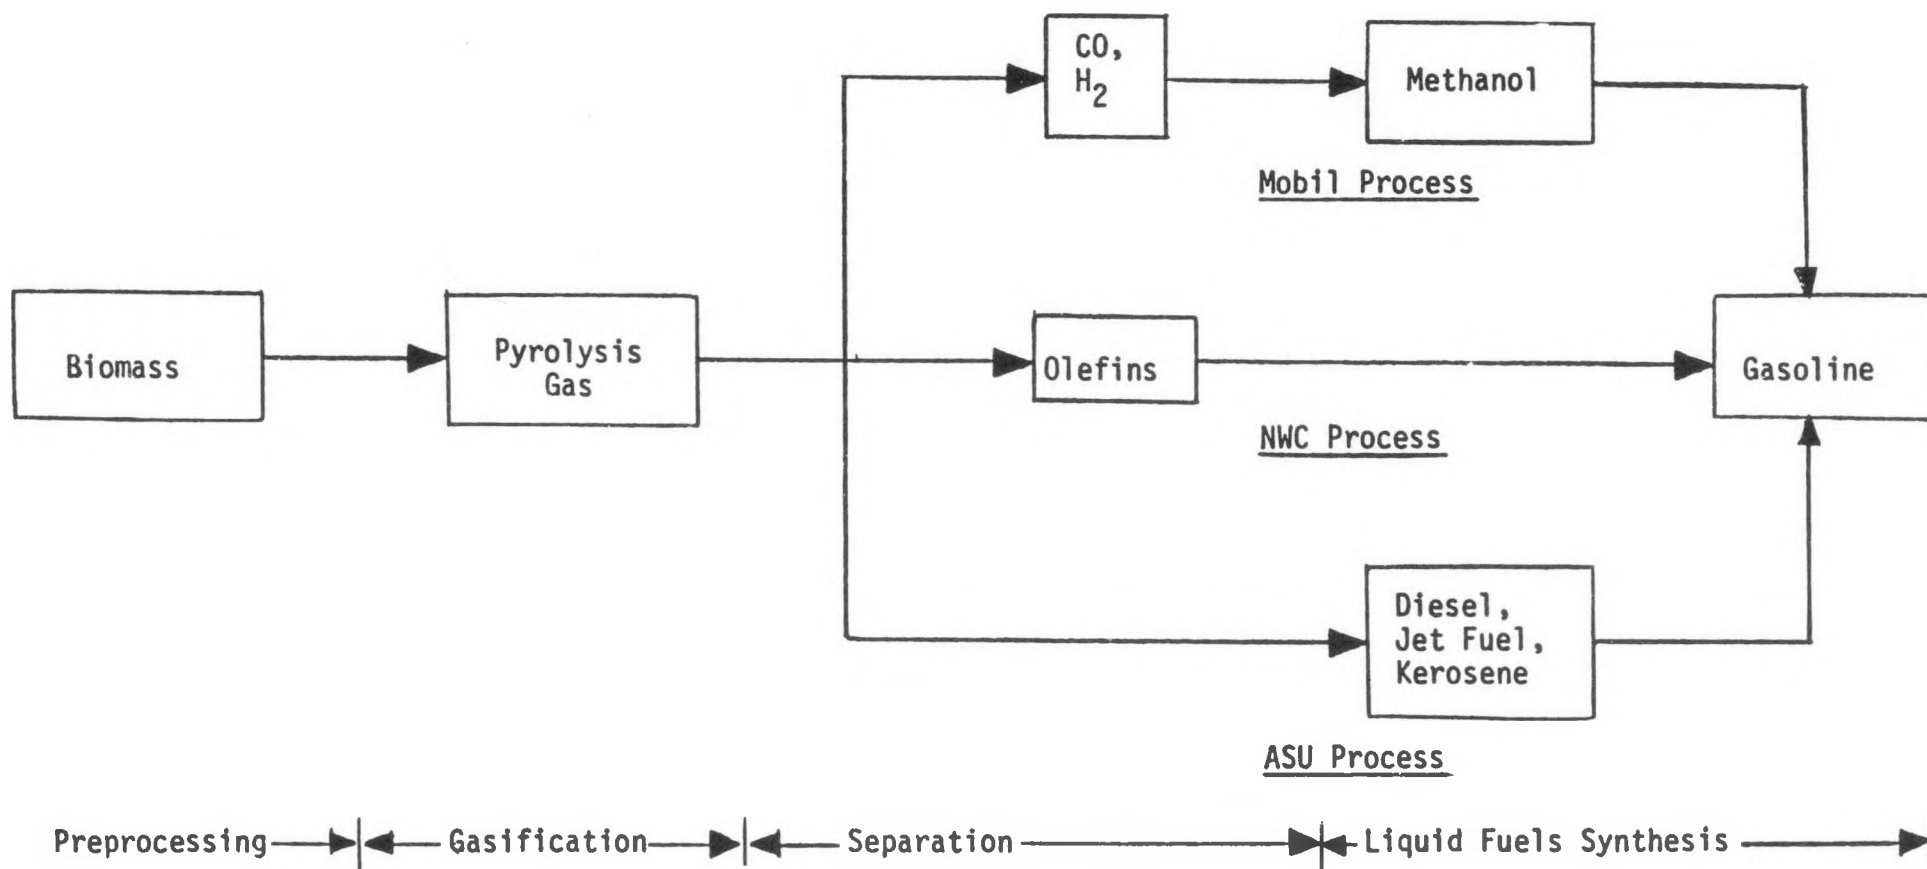 CO,
H2
Methanol
Mobil Process
Biomass
Pyrolysis
Gas
Olefins
Gasoline
NWC Process
Diesel,
Jet Fuel,
Kerosene
ASU Process
Preprocessing
Gasification
Separation
Liquid Fuels Synthesis